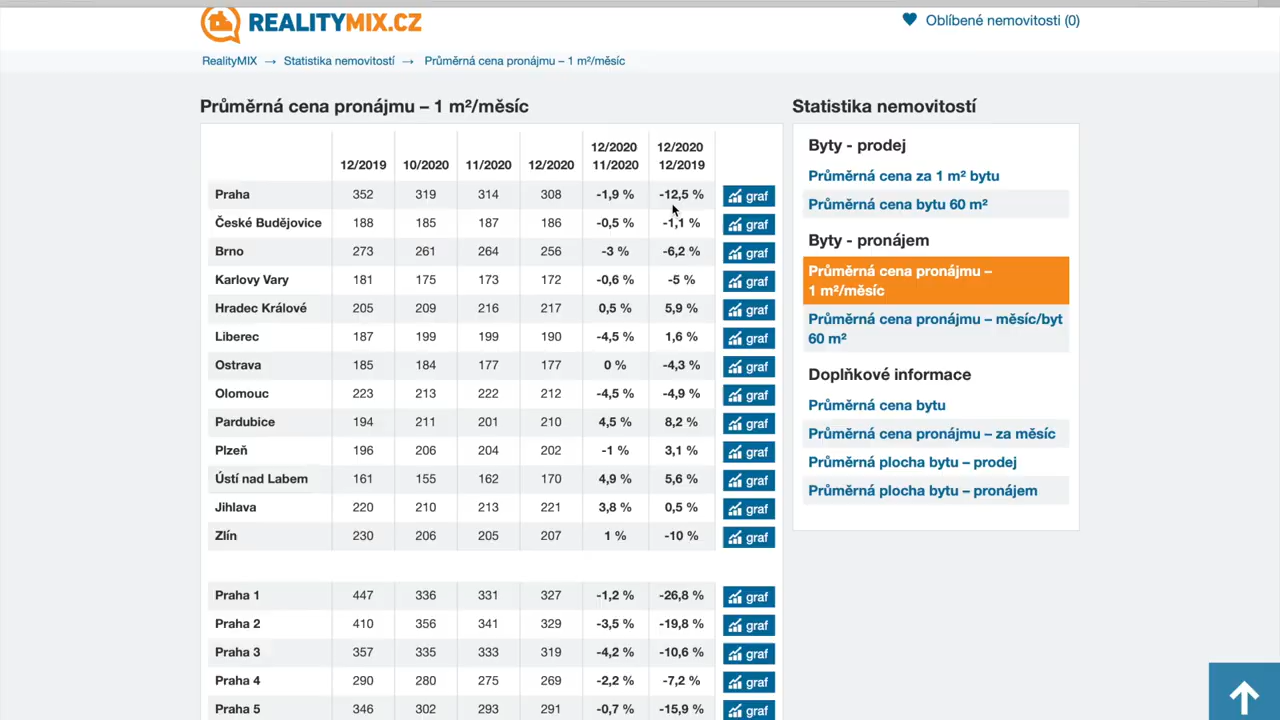 REALITYMIX.CZ
Oblíbené nemovitosti (0)
RealityMIX → Statistika nemovitostí → Průměrná cena pronájmu – 1 m²/měsíc
Průměrná cena pronájmu – 1 m²/měsíc
12/2019 10/2020 11/2020 12/2020 12/2020 11/2020 12/2020 12/2019
Praha 352 319 314 308 -1,9 % -12,5 % graf
České Budějovice 188 185 187 186 -0,5 % -1,1 % graf
Brno 273 261 264 256 -3 % -6,2 % graf
Karlovy Vary 181 175 173 172 -0,6 % -5 % graf
Hradec Králové 205 209 216 217 0,5 % 5,9 % graf
Liberec 187 199 199 190 -4,5 % 1,6 % graf
Ostrava 185 184 177 177 0 % -4,3 % graf
Olomouc 223 213 222 212 -4,5 % -4,9 % graf
Pardubice 194 211 201 210 4,5 % 8,2 % graf
Plzeň 196 206 204 202 -1 % 3,1 % graf
Ústí nad Labem 161 155 162 170 4,9 % 5,6 % graf
Jihlava 220 210 213 221 3,8 % 0,5 % graf
Zlín 230 206 205 207 1 % -10 % graf
Praha 1 447 336 331 327 -1,2 % -26,8 % graf
Praha 2 410 356 341 329 -3,5 % -19,8 % graf
Praha 3 357 335 333 319 -4,2 % -10,6 % graf
Praha 4 290 280 275 269 -2,2 % -7,2 % graf
Praha 5 346 302 293 291 -0,7 % -15,9 % graf
Statistika nemovitostí
Byty - prodej
Průměrná cena za 1 m² bytu
Průměrná cena bytu 60 m²
Byty - pronájem
Průměrná cena pronájmu –
1 m²/měsíc
Průměrná cena pronájmu – měsíc/byt
60 m²
Doplňkové informace
Průměrná cena bytu
Průměrná cena pronájmu – za měsíc
Průměrná plocha bytu – prodej
Průměrná plocha bytu – pronájem